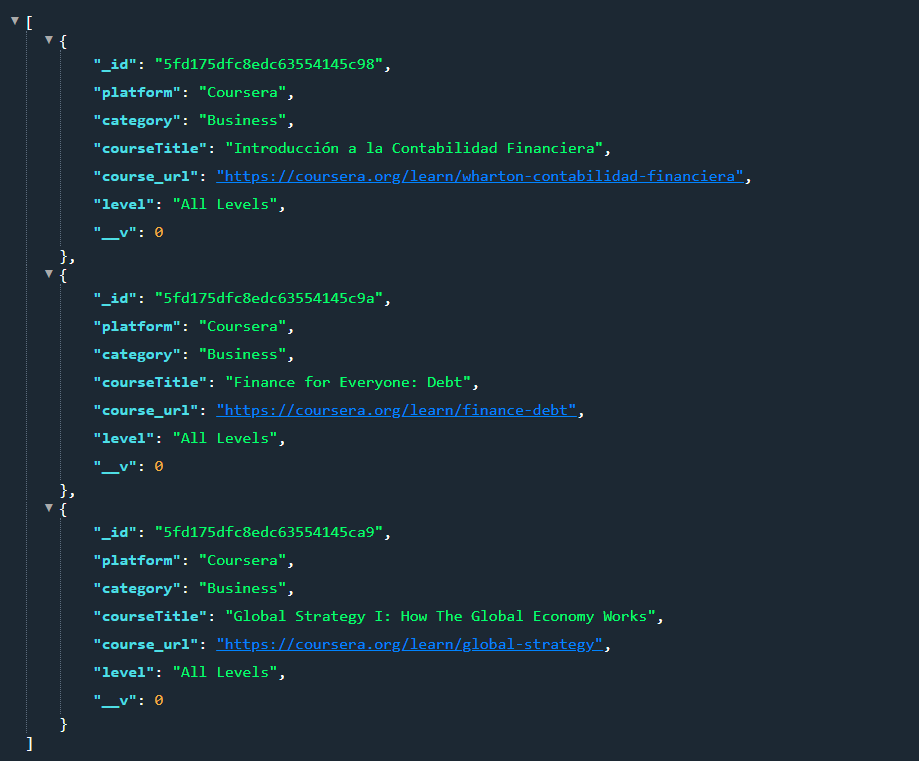 [
{
"_id": "5fd175dfc8edc63554145c98",
"platform": "Coursera",
"category": "Business",
"courseTitle": "Introducción a la Contabilidad Financiera",
"course_url": "https://coursera.org/learn/wharton-contabilidad-financiera",
"level": "All Levels",
"__v": 0
},
{
"_id": "5fd175dfc8edc63554145c9a",
"platform": "Coursera",
"category": "Business",
"courseTitle": "Finance for Everyone: Debt",
"course_url": "https://coursera.org/learn/finance-debt",
"level": "All Levels",
"__v": 0
},
{
"_id": "5fd175dfc8edc63554145ca9",
"platform": "Coursera",
"category": "Business",
"courseTitle": "Global Strategy I: How The Global Economy Works",
"course_url": "https://coursera.org/learn/global-strategy",
"level": "All Levels",
"__v": 0
}
]